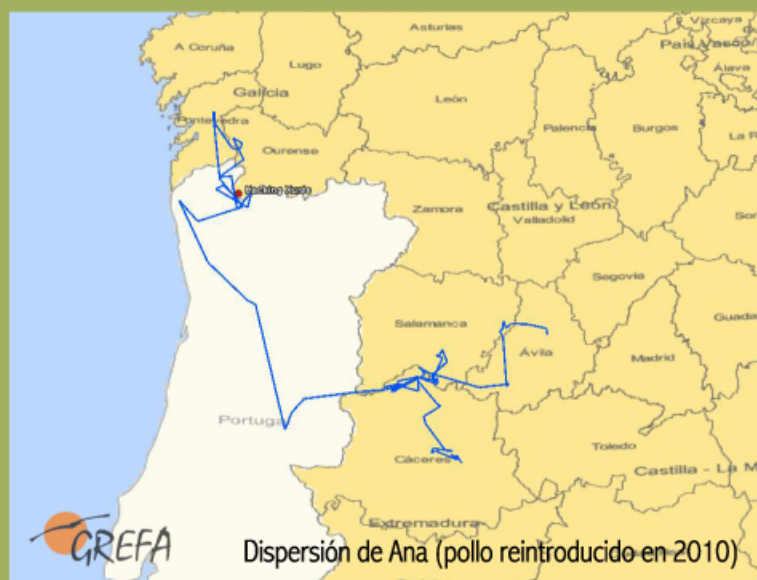 Asturias
Vizcaya
A Coruña
País Vasco
Lugo
Álava
Galicia
León
Pontevedra
Palencia
Burgos
La R
Ourense
Hacking Xurés
Zamora
Castilla y León
Valladolid
Sor
Segovia
Salamanca
Guada
Ávila
Madrid
Portugal
Toledo
Cáceres
Castilla - La M
Extremadura
GREFA
Dispersión de Ana (pollo reintroducido en 2010)